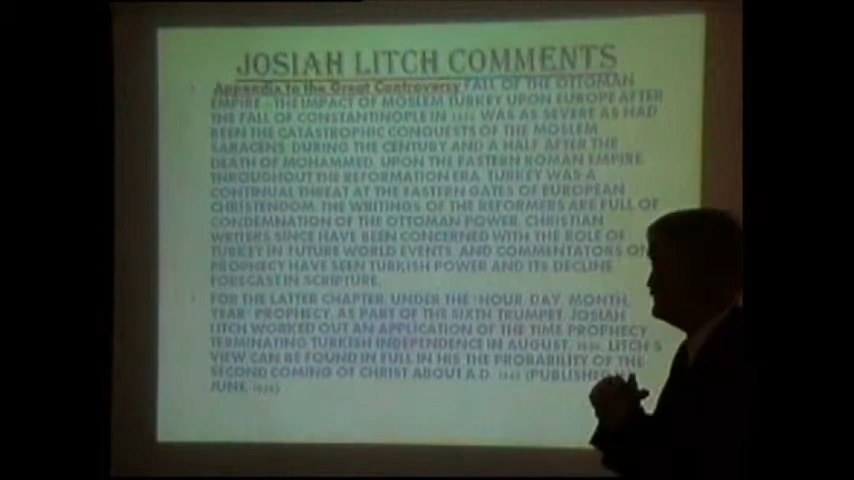 JOSIAH LITCH COMMENTS
Appendix to the Great Controversy FALL OF THE OTTOMAN
EMPIRE - THE IMPACT OF MOSLEM TURKEY UPON EUROPE AFTER
THE FALL OF CONSTANTINOPLE IN WAS AS SEVERE AS HAD
BEEN THE CATASTROPHIC CONQUESTS OF THE MOSLEM
SARACENS, DURING THE CENTURY AND A HALF AFTER THE
DEATH OF MOHAMMED, UPON THE EASTERN ROMAN EMPIRE.
THROUGHOUT THE REFORMATION ERA, TURKEY WAS A
CONTINUAL THREAT AT THE EASTERN GATES OF EUROPEAN
CHRISTENDOM. THE WRITINGS OF THE REFORMERS ARE FULL OF
CONDEMNATION OF THE OTTOMAN POWER. CHRISTIAN
WRITERS SINCE HAVE BEEN CONCERNED WITH THE ROLE OF
TURKEY IN FUTURE WORLD EVENTS, AND COMMENTATORS ON
PROPHECY HAVE SEEN TURKISH POWER AND ITS DECLINE
FORECAST IN SCRIPTURE.
FOR THE LATTER CHAPTER, UNDER THE "HOUR, DAY, MONTH,
YEAR" PROPHECY, AS PART OF THE SIXTH TRUMPET, JOSIAH
LITCH WORKED OUT AN APPLICATION OF THE TIME PROPHECY
TERMINATING TURKISH INDEPENDENCE IN AUGUST, LITCH'S
VIEW CAN BE FOUND IN FULL IN HIS THE PROBABILITY OF THE
SECOND COMING OF CHRIST ABOUT A.D. (PUBLISHED
JUNE,